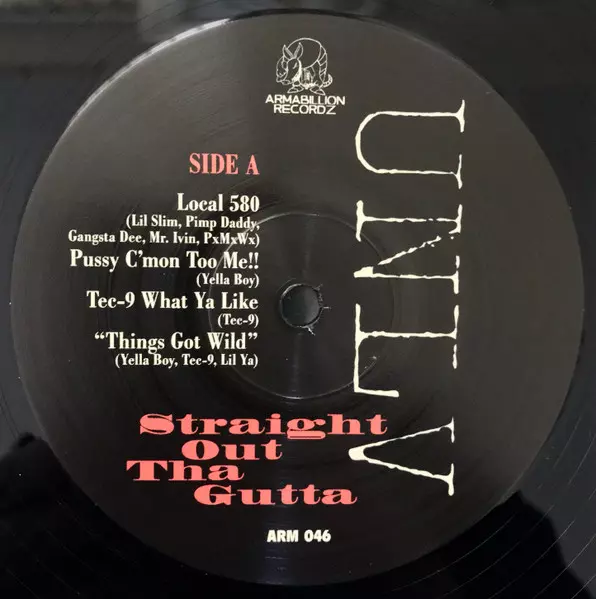 ARMABILLION
RECORDZ
SIDE A
Local 580
(Lil Slim, Pimp Daddy,
Gangsta Dee, Mr. Ivin, PxMxWx)
Pussy C'mon Too Me!!
(Yella Boy)
Tec-9 What Ya Like
(Tec-9)
“Things Got Wild”
(Yella Boy, Tec-9, Lil Ya)
UNLV
Straight
Out
Tha
Gutta
ARM 046